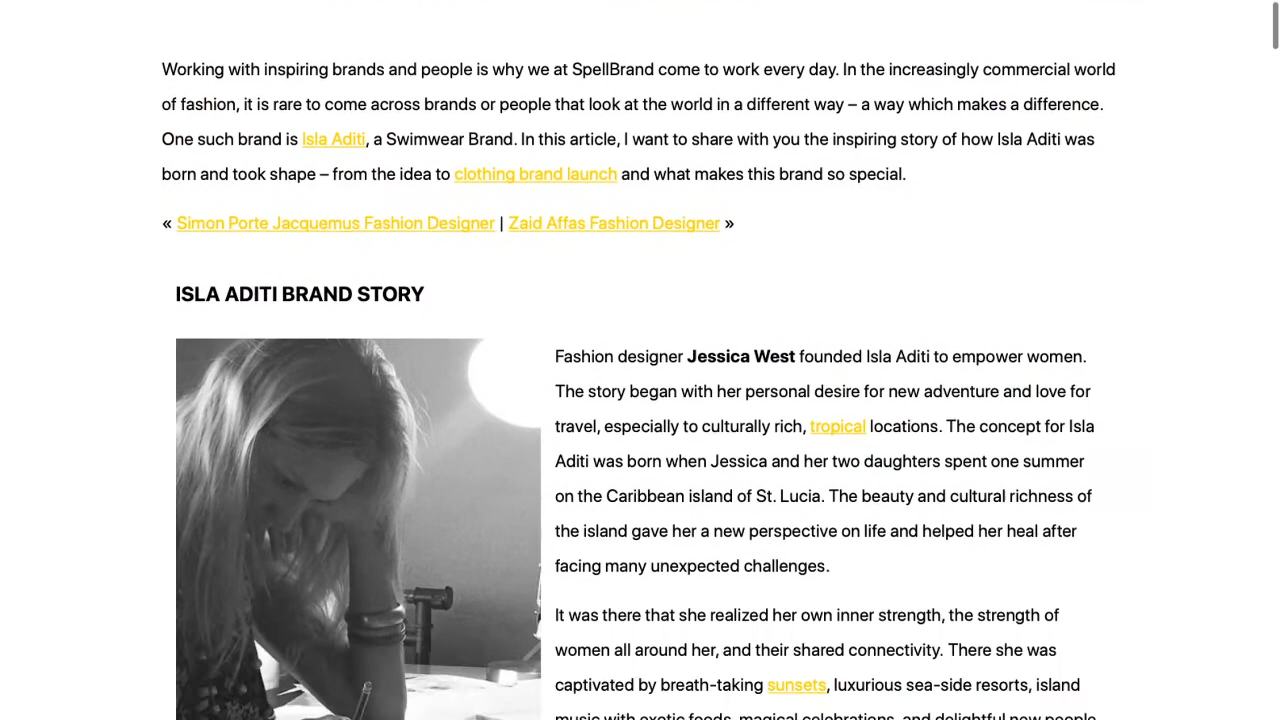 Working with inspiring brands and people is why we at SpellBrand come to work every day. In the increasingly commercial world
of fashion, it is rare to come across brands or people that look at the world in a different way – a way which makes a difference.
One such brand is Isla Aditi, a Swimwear Brand. In this article, I want to share with you the inspiring story of how Isla Aditi was
born and took shape – from the idea to clothing brand launch and what makes this brand so special.
« Simon Porte Jacquemus Fashion Designer | Zaid Affas Fashion Designer »
ISLA ADITI BRAND STORY
Fashion designer Jessica West founded Isla Aditi to empower women.
The story began with her personal desire for new adventure and love for
travel, especially to culturally rich, tropical locations. The concept for Isla
Aditi was born when Jessica and her two daughters spent one summer
on the Caribbean island of St. Lucia. The beauty and cultural richness of
the island gave her a new perspective on life and helped her heal after
facing many unexpected challenges.
It was there that she realized her own inner strength, the strength of
women all around her, and their shared connectivity. There she was
captivated by breath-taking sunsets, luxurious sea-side resorts, island
music with exotic foods, magical celebrations, and delightful new people